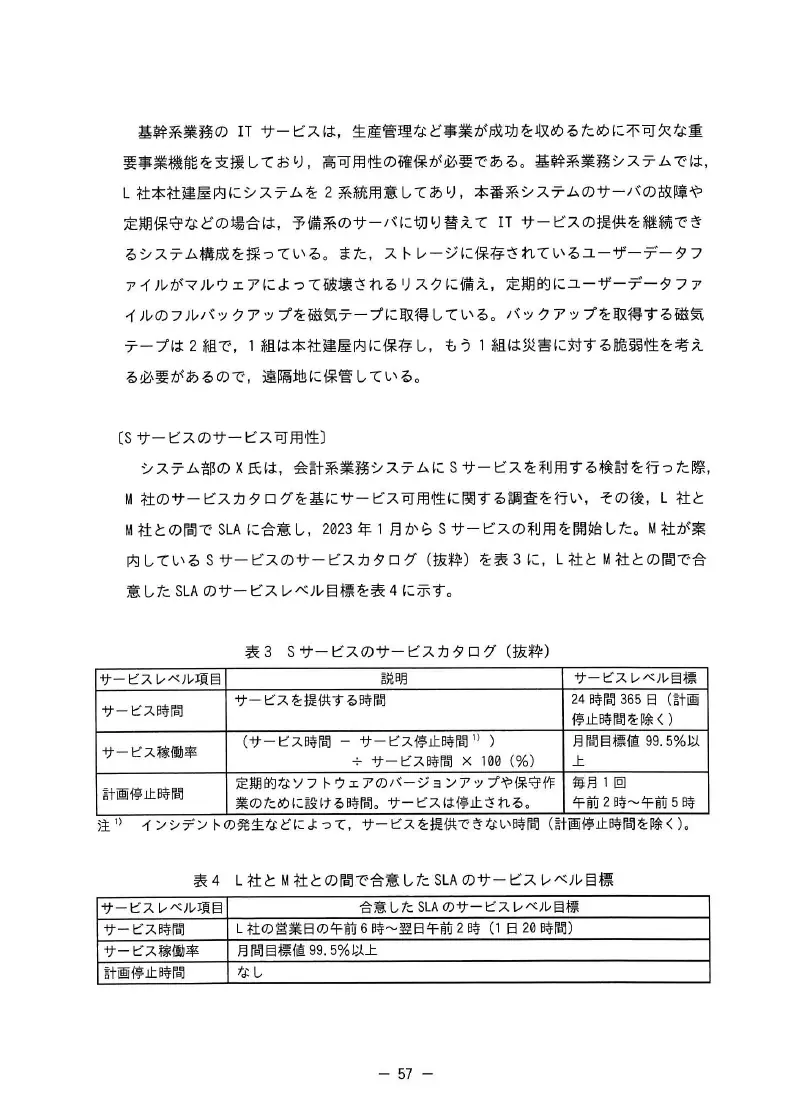 基幹系業務の IT サービスは，生産管理など事業が成功を収めるために不可欠な重
要事業機能を支援しており，高可用性の確保が必要である。基幹系業務システムでは，
L 社本社建屋内にシステムを 2 系統用意してあり，本番系システムのサーバの故障や
定期保守などの場合は，予備系のサーバに切り替えて IT サービスの提供を継続でき
るシステム構成を採っている。また，ストレージに保存されているユーザーデータフ
ァイルがマルウェアによって破壊されるリスクに備え，定期的にユーザーデータファ
イルのフルバックアップを磁気テープに取得している。バックアップを取得する磁気
テープは 2 組で，1 組は本社建屋内に保存し，もう 1 組は災害に対する脆弱性を考え
る必要があるので，遠隔地に保管している。
〔S サービスのサービス可用性〕
システム部の X 氏は，会計系業務システムに S サービスを利用する検討を行った際，
M 社のサービスカタログを基にサービス可用性に関する調査を行い，その後，L 社と
M 社との間で SLA に合意し，2023 年 1 月から S サービスの利用を開始した。M 社が案
内している S サービスのサービスカタログ（抜粋）を表 3 に，L 社と M 社との間で合
意した SLA のサービスレベル目標を表 4 に示す。
表 3 S サービスのサービスカタログ（抜粋）
サービスレベル項目 説明 サービスレベル目標
サービス時間 サービスを提供する時間 24 時間 365 日（計画
停止時間を除く）
サービス稼働率 （サービス時間 － サービス停止時間1) ） 月間目標値 99.5％以
÷ サービス時間 × 100（％） 上
計画停止時間 定期的なソフトウェアのバージョンアップや保守作 毎月 1 回
業のために設ける時間。サービスは停止される。 午前 2 時～午前 5 時
注1) インシデントの発生などによって，サービスを提供できない時間（計画停止時間を除く）。
表 4 L 社と M 社との間で合意した SLA のサービスレベル目標
サービスレベル項目 合意した SLA のサービスレベル目標
サービス時間 L 社の営業日の午前 6 時～翌日午前 2 時（1 日 20 時間）
サービス稼働率 月間目標値 99.5％以上
計画停止時間 なし
－ 57 －